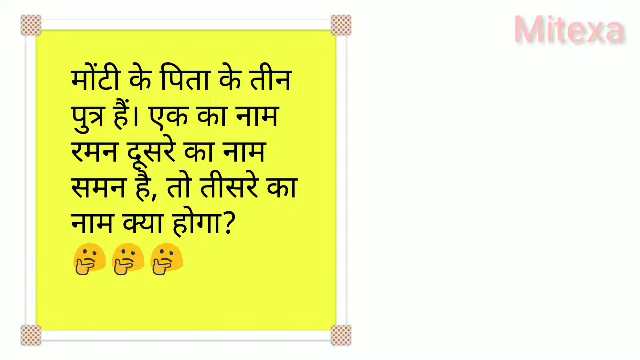 Mitexa
मोंटी के पिता के तीन
पुत्र हैं। एक का नाम
रमन दूसरे का नाम
समन है, तो तीसरे का
नाम क्या होगा?
🤔🤔🤔